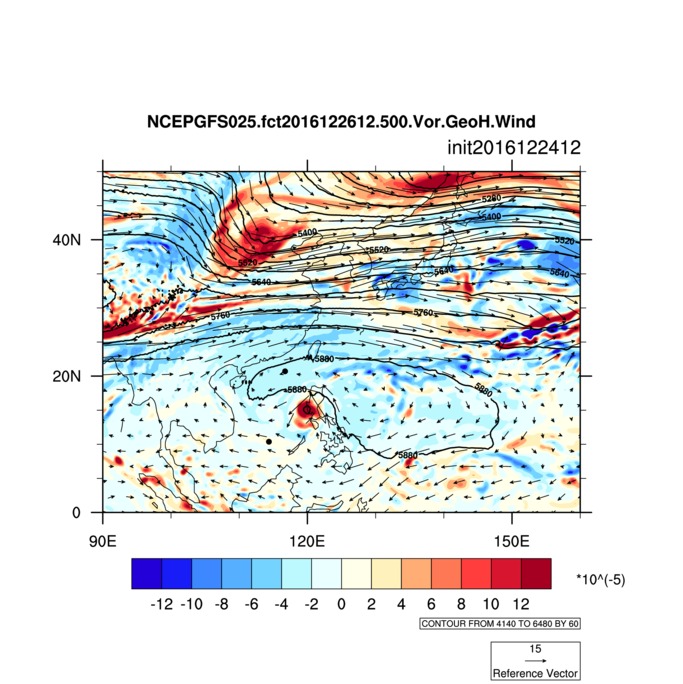 NCEPGFS025.fct2016122612.500.Vor.GeoH.Wind
init2016122412
5280
5400
5400
40N
5520
5520
5520
5640
5640
5640
5760
5760
5880
20N
5880
5880
5880
0
90E 120E 150E
-12 -10 -8 -6 -4 -2 0 2 4 6 8 10 12
*10^(-5)
CONTOUR FROM 4140 TO 6480 BY 60
15
Reference Vector